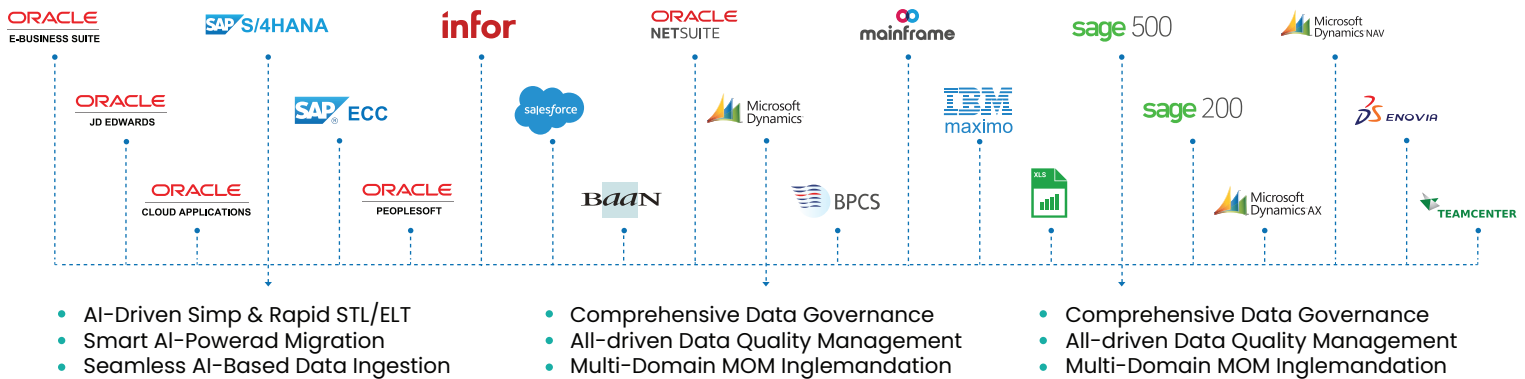 ORACLE
E-BUSINESS SUITE
SAP S/4HANA
infor
ORACLE
NETSUITE
mainframe
sage 500
Microsoft
Dynamics NAV
ORACLE
JD EDWARDS
SAP ECC
salesforce
Microsoft
Dynamics
IBM
maximo
sage 200
DS ENOVIA
ORACLE
CLOUD APPLICATIONS
ORACLE
PEOPLESOFT
BaaN
BPCS
XLS
Microsoft
Dynamics AX
TEAMCENTER
• AI-Driven Simp & Rapid STL/ELT
• Smart AI-Powerad Migration
• Seamless AI-Based Data Ingestion
• Comprehensive Data Governance
• All-driven Data Quality Management
• Multi-Domain MOM Inglemandation
• Comprehensive Data Governance
• All-driven Data Quality Management
• Multi-Domain MOM Inglemandation